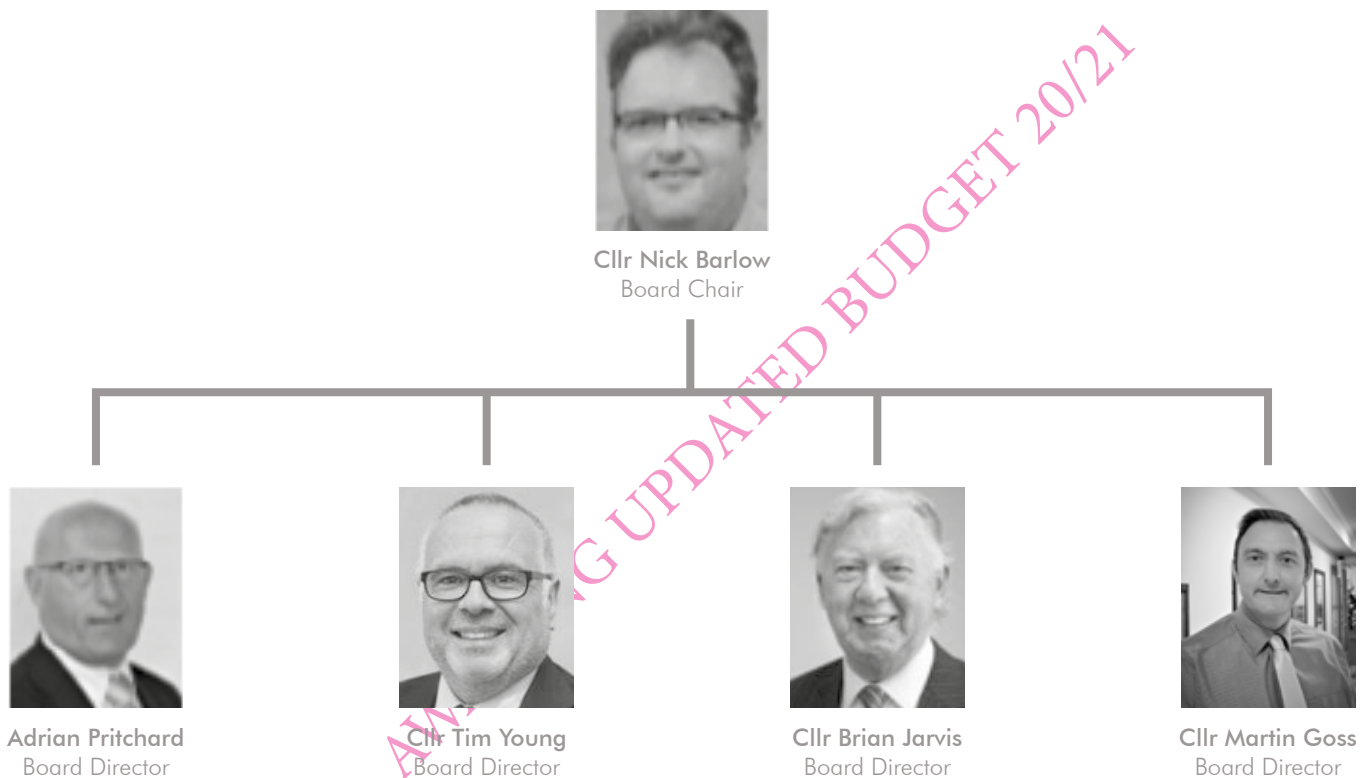 Cllr Nick Barlow
Board Chair
UPDATED BUDGET 20/21
Adrian Pritchard
Board Director
Cllr Tim Young
Board Director
Cllr Brian Jarvis
Board Director
Cllr Martin Goss
Board Director